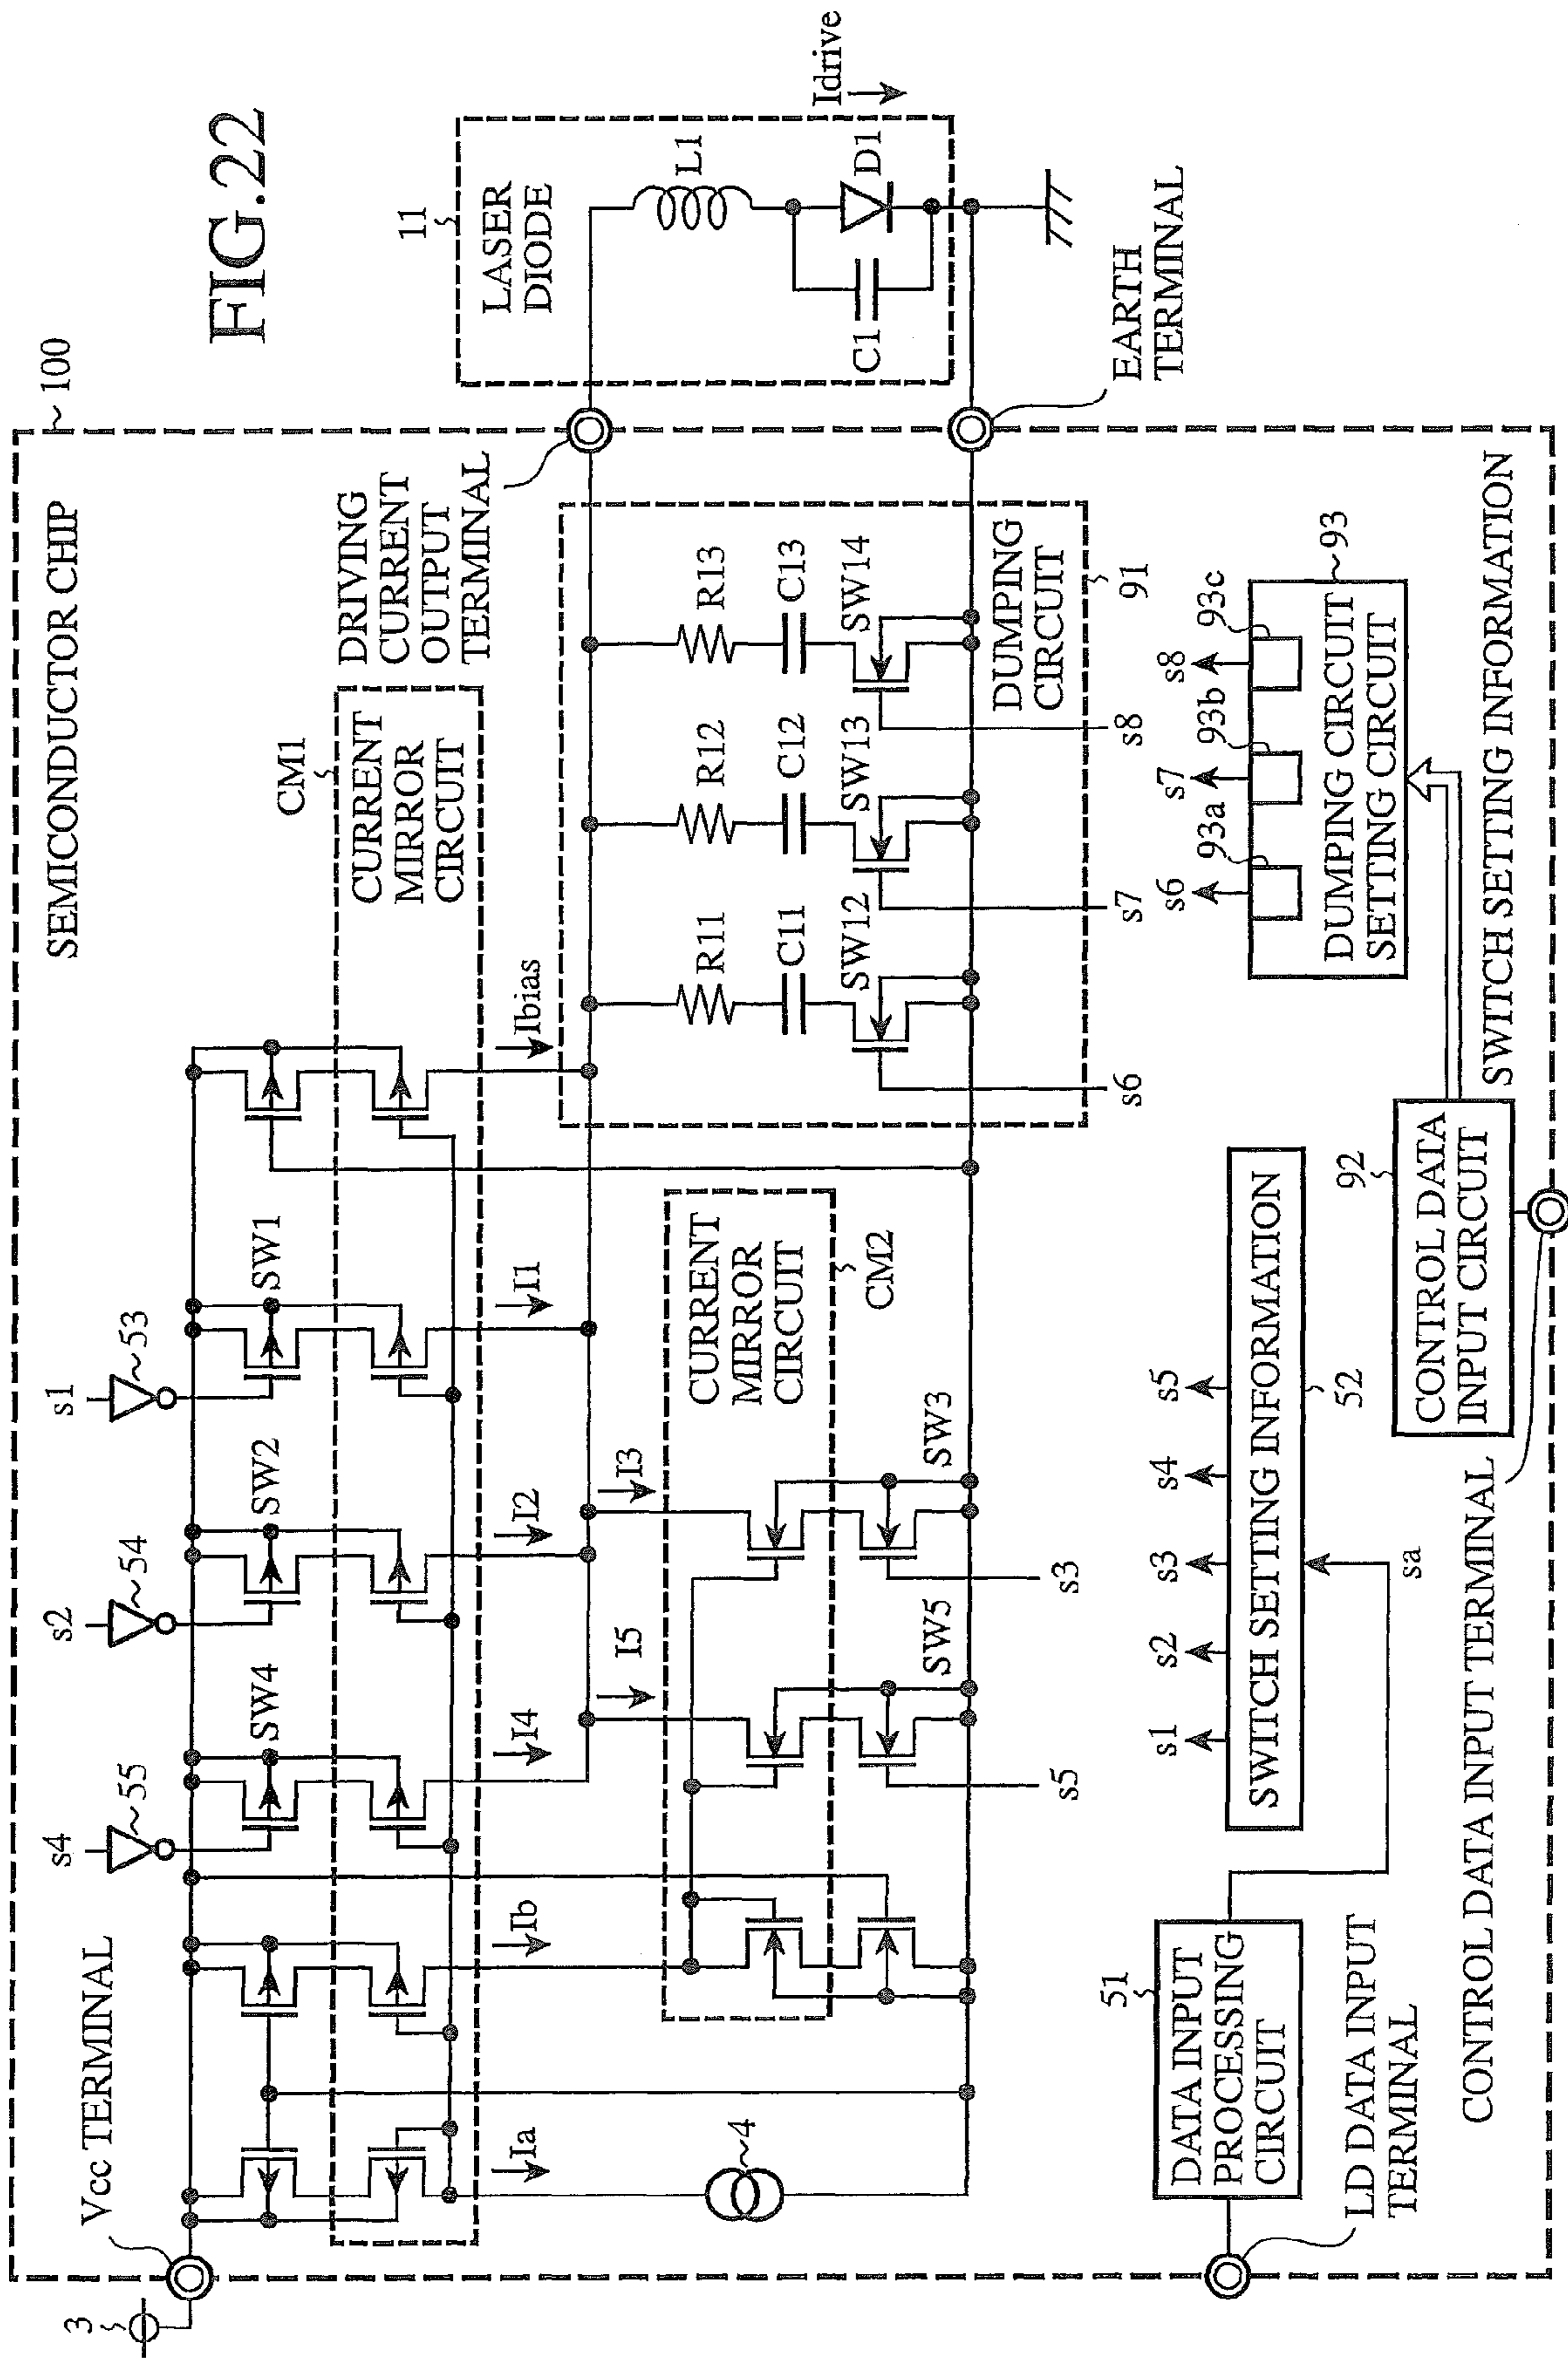 FIG.22
100
SEMICONDUCTOR CHIP
3
Vcc TERMINAL
s4
55
s2
54
s1
53
SW4
SW2
SW1
CM1
CURRENT
MIRROR
CIRCUIT
DRIVING
CURRENT
OUTPUT
TERMINAL
11
LASER
DIODE
L1
C1
D1
Idrive
Ia
Ib
I4
I2
I1
Ibias
I5
I3
4
CURRENT
MIRROR
CIRCUIT
CM2
SW5
SW3
s5
s3
R11
R12
R13
C11
C12
C13
SW12
SW13
SW14
s6
s7
s8
DUMPING
CIRCUIT
91
EARTH
TERMINAL
51
DATA INPUT
PROCESSING
CIRCUIT
LD DATA INPUT
TERMINAL
s1
s2
s3
s4
s5
SWITCH SETTING INFORMATION
52
sa
92
CONTROL DATA
INPUT CIRCUIT
CONTROL DATA INPUT TERMINAL
s6
s7
s8
93a
93b
93c
DUMPING CIRCUIT
SETTING CIRCUIT
93
SWITCH SETTING INFORMATION